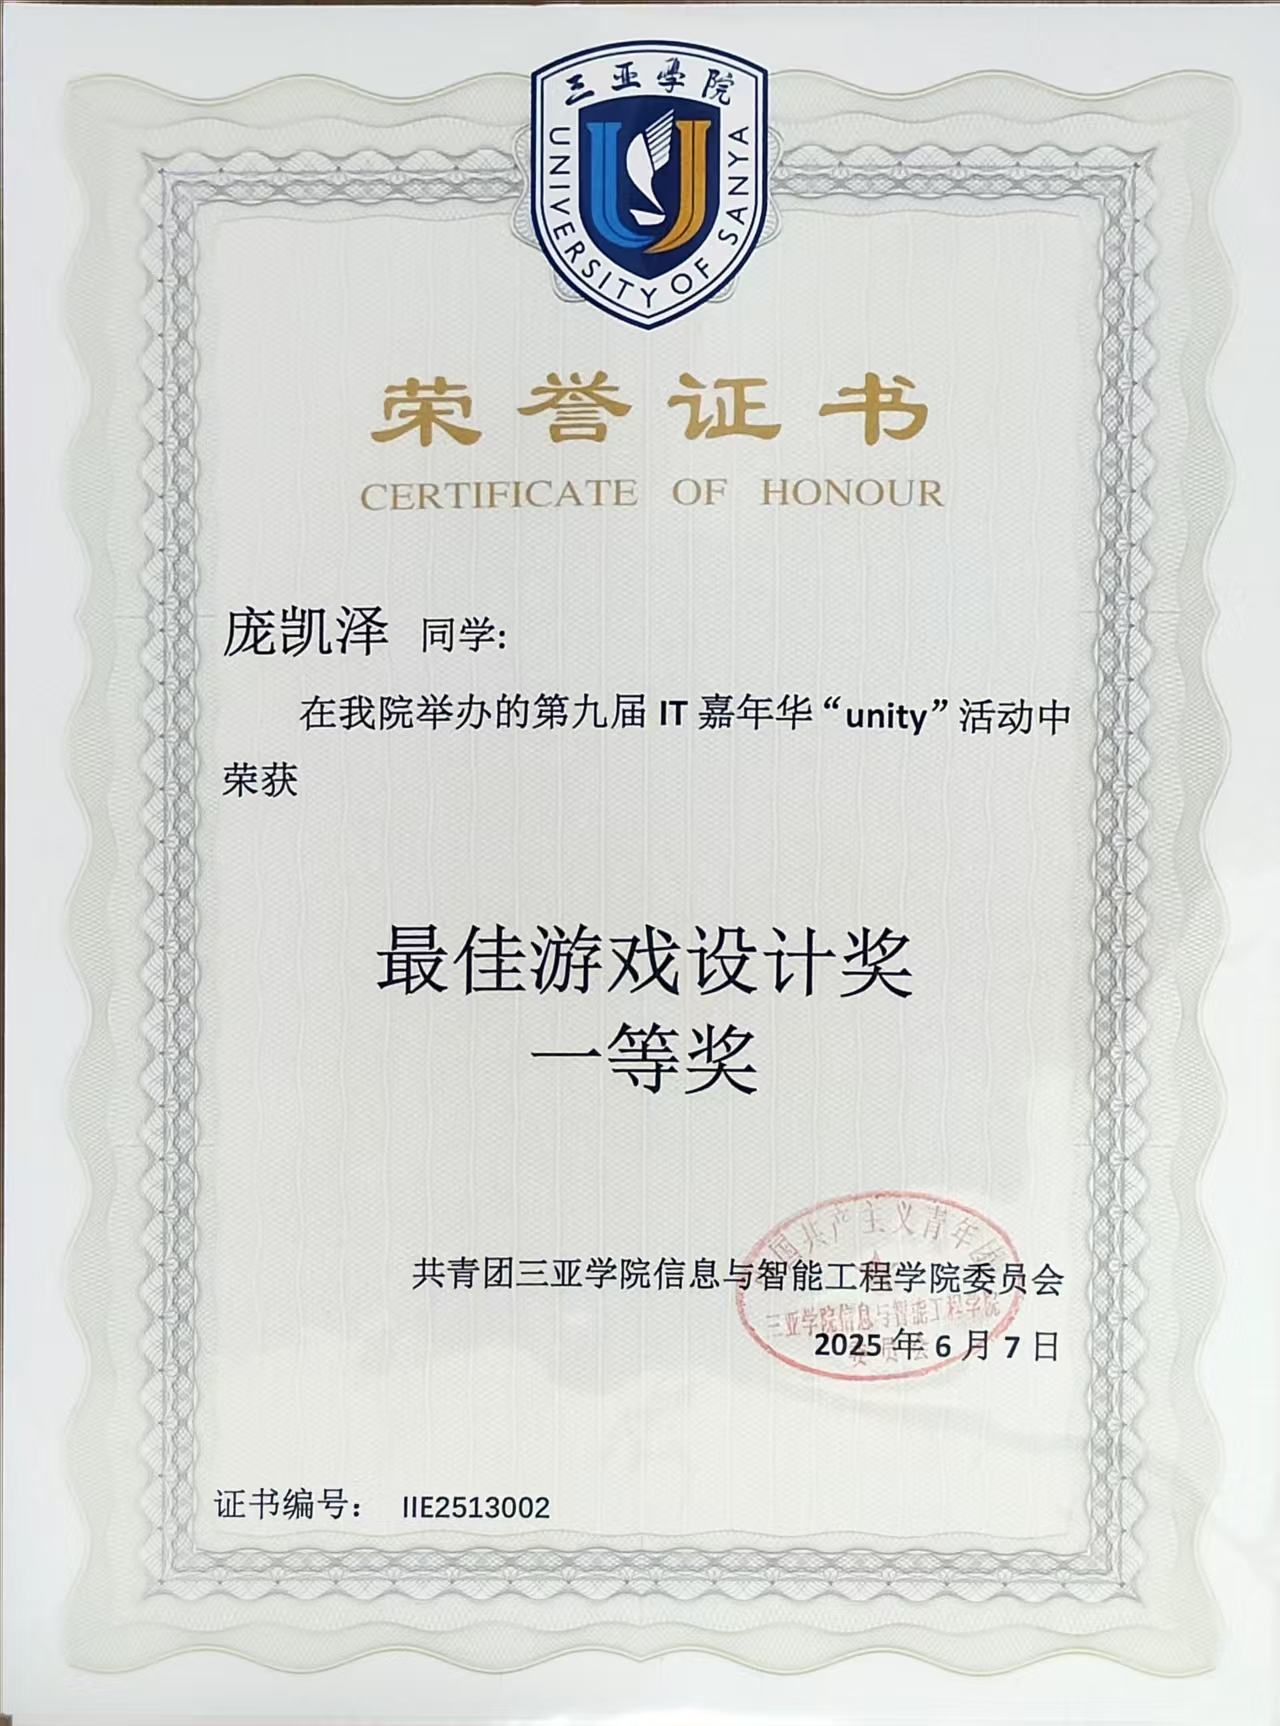 三亚學院
UNIVERSITY OF SANYA
荣誉证书
CERTIFICATE OF HONOUR
庞凯泽 同学:
在我院举办的第九届 IT 嘉年华“unity”活动中
荣获
最佳游戏设计奖
一等奖
国共产主义青年
共青团三亚学院信息与智能工程学院委员会
三亚学院信息与智能工程学院
委员会
2025 年 6 月 7 日
证书编号： IIE2513002